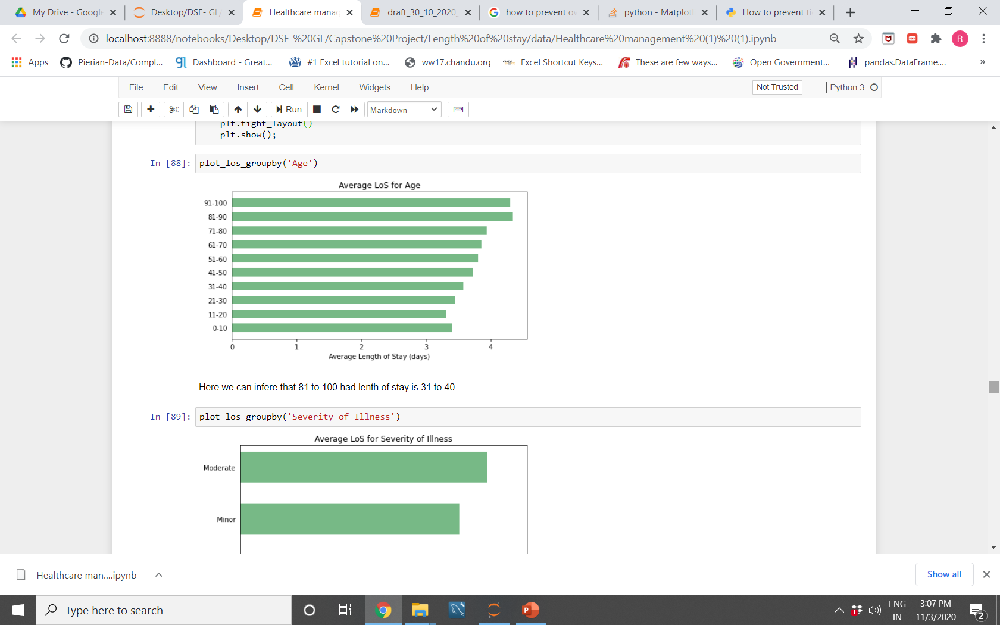 My Drive - Google
Desktop/DSE- GL/
Healthcare manag
draft_30_10_2020
how to prevent ov
python - Matplotl
How to prevent ti
localhost:8888/notebooks/Desktop/DSE-%20GL/Capstone%20Project/Length%20of%20stay/data/Healthcare%20management%20(1)%20(1).ipynb
R
Apps
Pierian-Data/Compl...
Dashboard - Great...
#1 Excel tutorial on...
ww17.chandu.org
Excel Shortcut Keys...
These are few ways...
Open Government...
pandas.DataFrame....
»
File Edit View Insert Cell Kernel Widgets Help
Not Trusted
Python 3
Run
Markdown
plt.tight_layout()
plt.show();
In [88]: plot_los_groupby('Age')
Average LoS for Age
91-100
81-90
71-80
61-70
51-60
41-50
31-40
21-30
11-20
0-10
0 1 2 3 4
Average Length of Stay (days)
Here we can infere that 81 to 100 had lenth of stay is 31 to 40.
In [89]: plot_los_groupby('Severity of Illness')
Average LoS for Severity of Illness
Moderate
Minor
Healthcare man....ipynb
Show all
Type here to search
P
1
ENG
IN
3:07 PM
11/3/2020
2